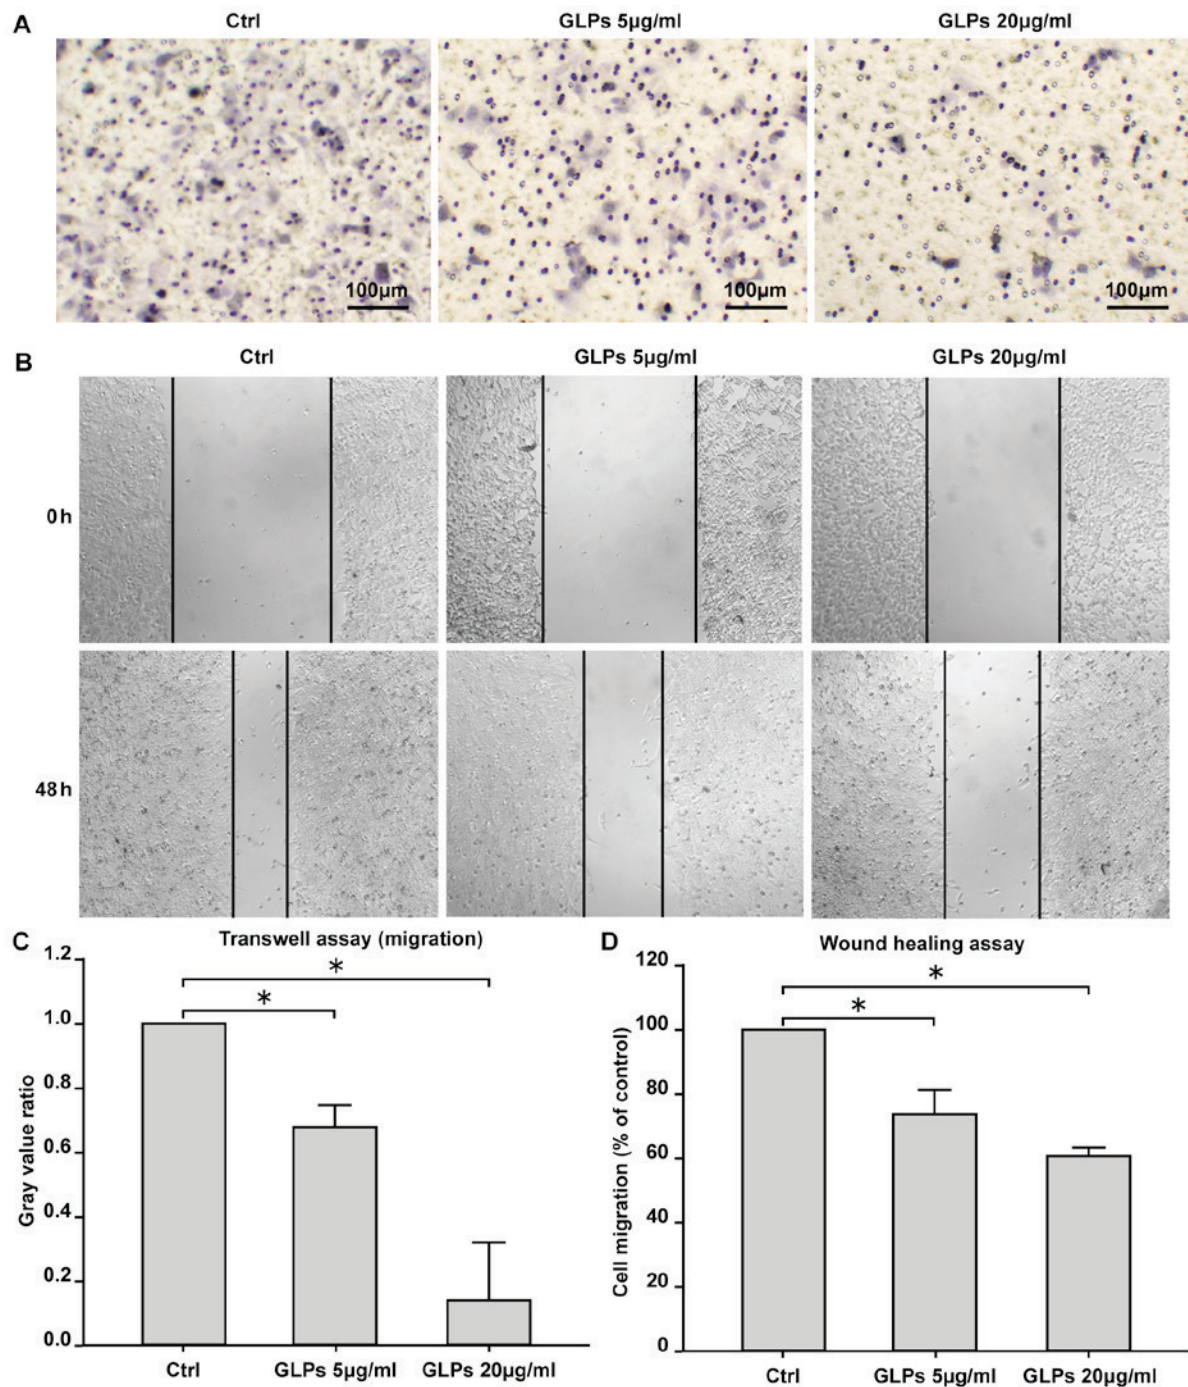 A
Ctrl
GLPs 5µg/ml
GLPs 20µg/ml
100µm
100µm
100µm
B
Ctrl
GLPs 5µg/ml
GLPs 20µg/ml
0h
48h
C
Transwell assay (migration)
Gray value ratio
1.2
1.0
0.8
0.6
0.4
0.2
0.0
*
*
Ctrl
GLPs 5µg/ml
GLPs 20µg/ml
D
Wound healing assay
Cell migration (% of control)
120
100
80
60
40
20
0
*
*
Ctrl
GLPs 5µg/ml
GLPs 20µg/ml